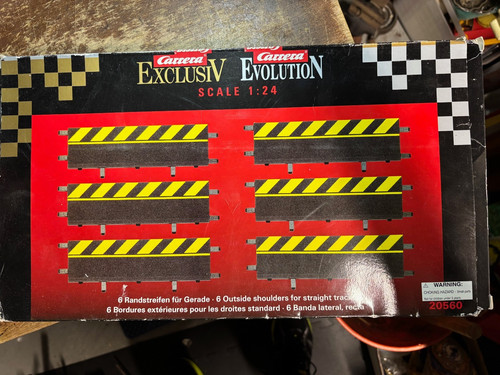 Carrera Carrera
EXCLUSIV EVOLUTION
SCALE 1:24
6 Randstreifen für Gerade · 6 Outside shoulders for straight
6 Bordures extérieures pour les droites standard · 6 Banda lateral, recta
WARNING:
20560